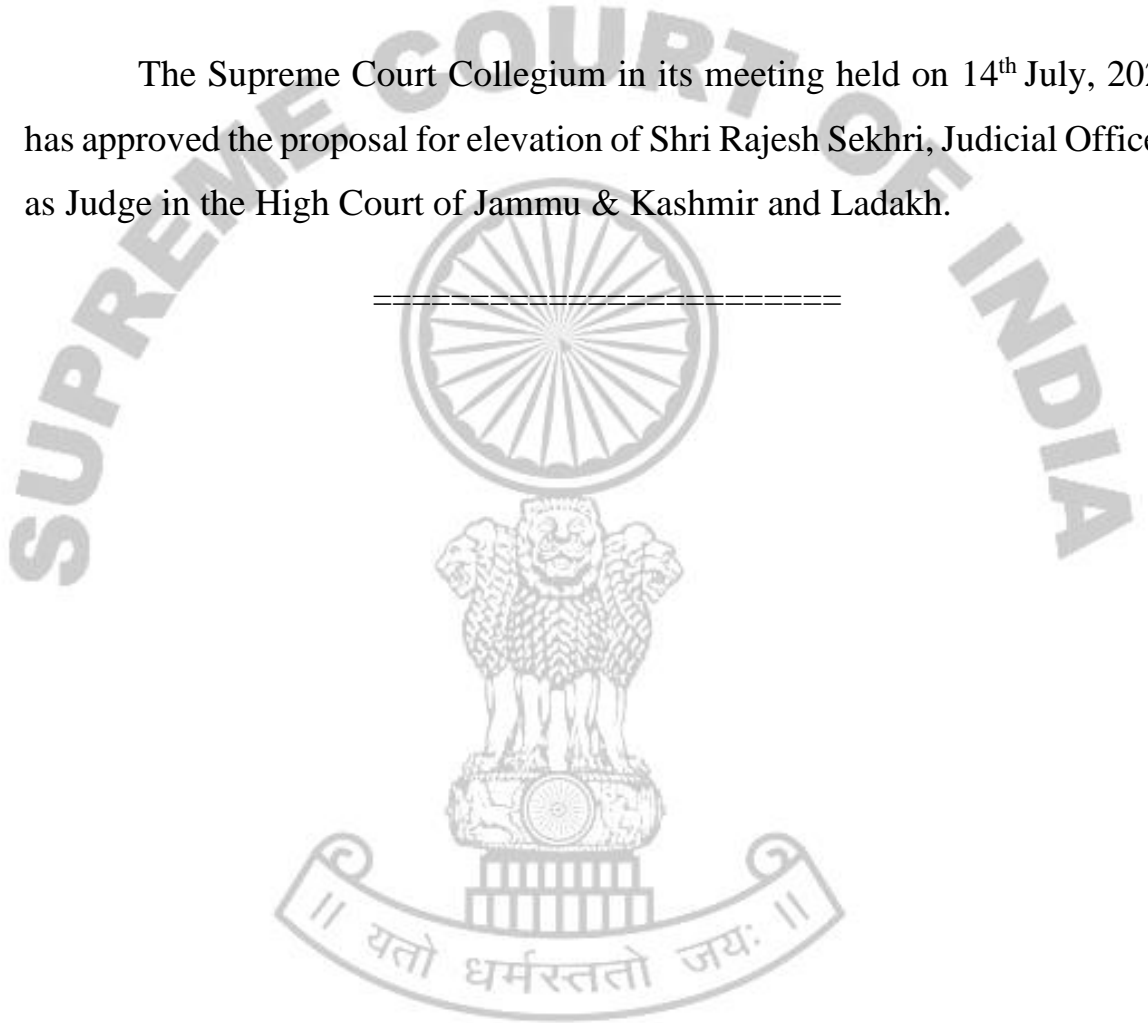 SUPREME COURT OF INDIA
The Supreme Court Collegium in its meeting held on 14th July, 202
has approved the proposal for elevation of Shri Rajesh Sekhri, Judicial Office
as Judge in the High Court of Jammu & Kashmir and Ladakh.
========================
॥ यतो धर्मस्ततो जयः ॥